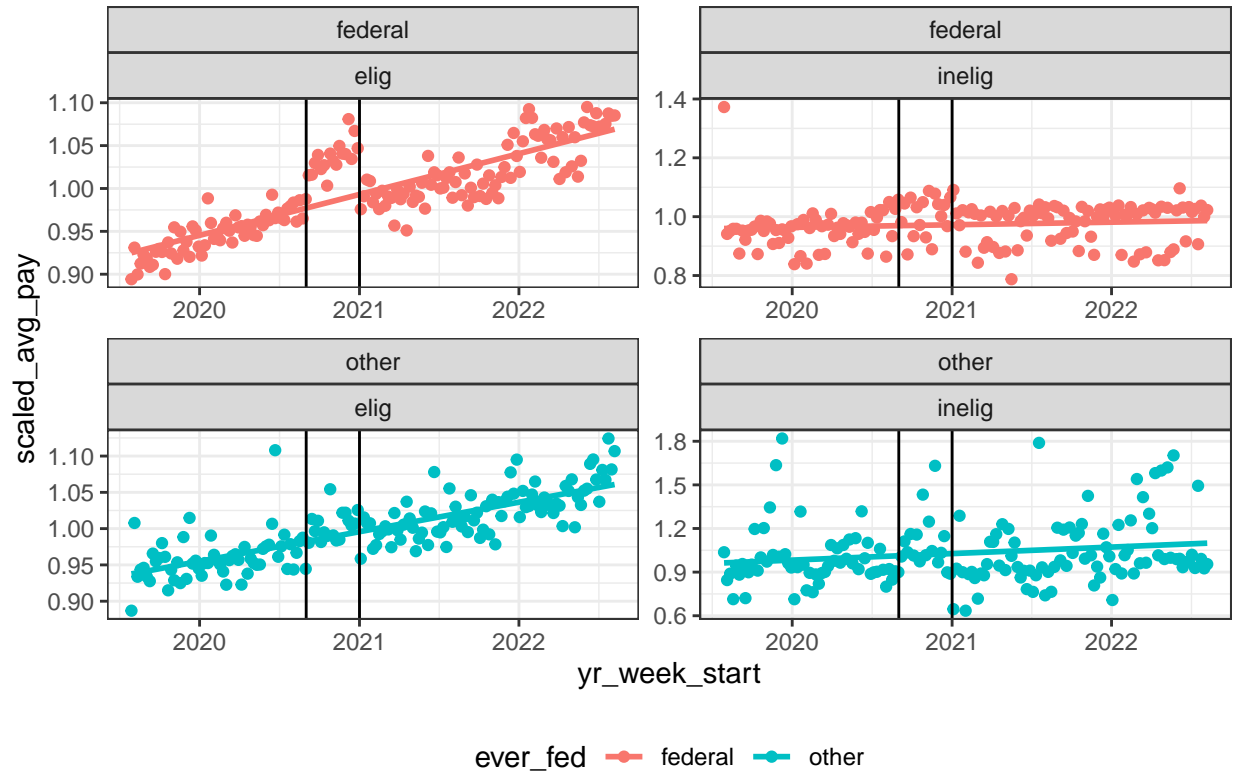 federal
elig
1.10
1.05
1.00
0.95
0.90
2020 2021 2022
federal
inelig
1.4
1.2
1.0
0.8
2020 2021 2022
other
elig
1.10
1.05
1.00
0.95
0.90
2020 2021 2022
other
inelig
1.8
1.5
1.2
0.9
0.6
2020 2021 2022
scaled_avg_pay
yr_week_start
ever_fed federal other